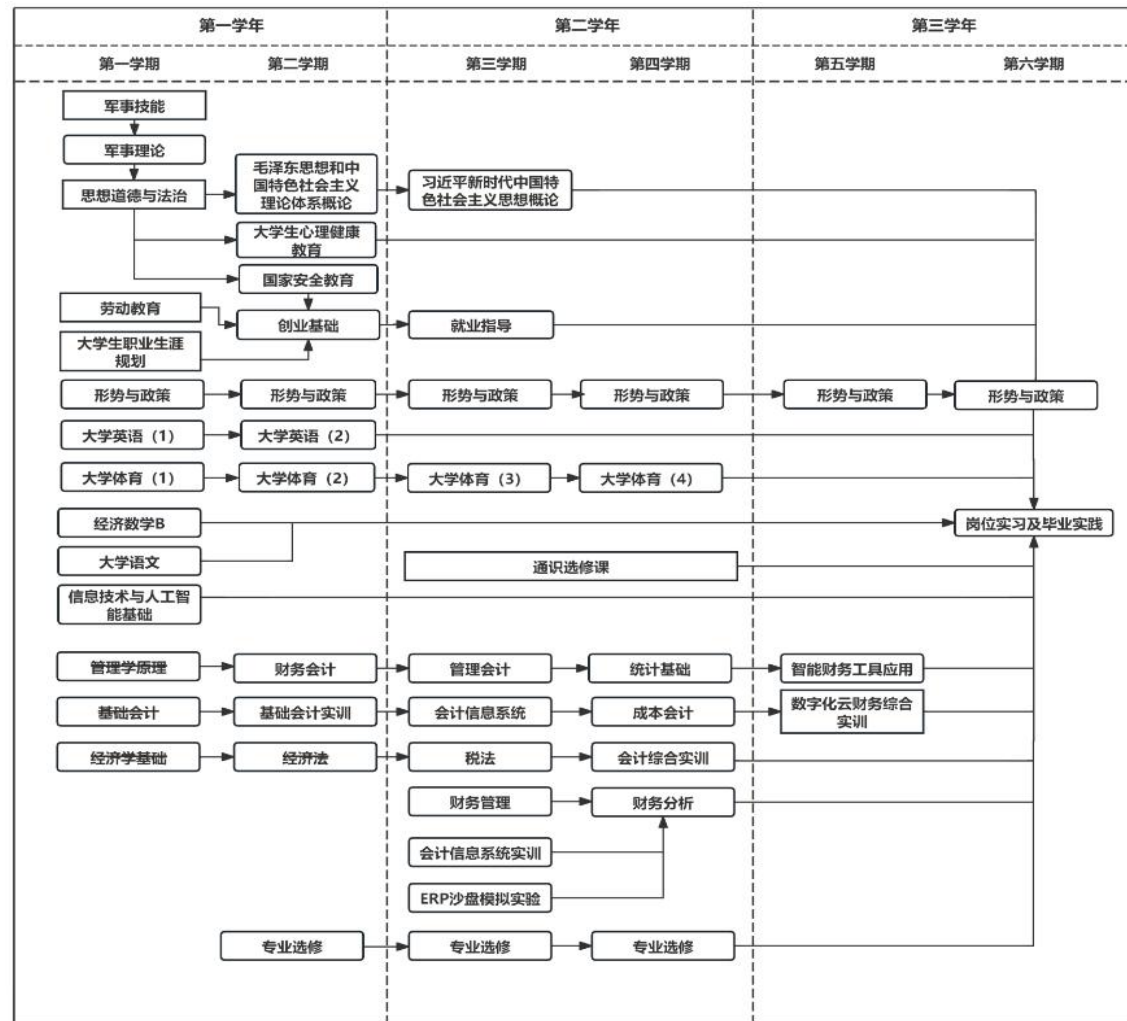 第一学年 第二学年 第三学年
第一学期 第二学期 第三学期 第四学期 第五学期 第六学期
军事技能
军事理论
思想道德与法治
毛泽东思想和中
国特色社会主义
理论体系概论
习近平新时代中国特
色社会主义思想概论
大学生心理健康
教育
国家安全教育
劳动教育
创业基础
就业指导
大学生职业生涯
规划
形势与政策 形势与政策 形势与政策 形势与政策 形势与政策 形势与政策
大学英语（1） 大学英语（2）
大学体育（1） 大学体育（2） 大学体育（3） 大学体育（4）
经济数学B
岗位实习及毕业实践
大学语文
通识选修课
信息技术与人工智
能基础
管理学原理 财务会计 管理会计 统计基础 智能财务工具应用
基础会计 基础会计实训 会计信息系统 成本会计
数字化云财务综合
实训
经济学基础 经济法 税法 会计综合实训
财务管理 财务分析
会计信息系统实训
ERP沙盘模拟实验
专业选修 专业选修 专业选修